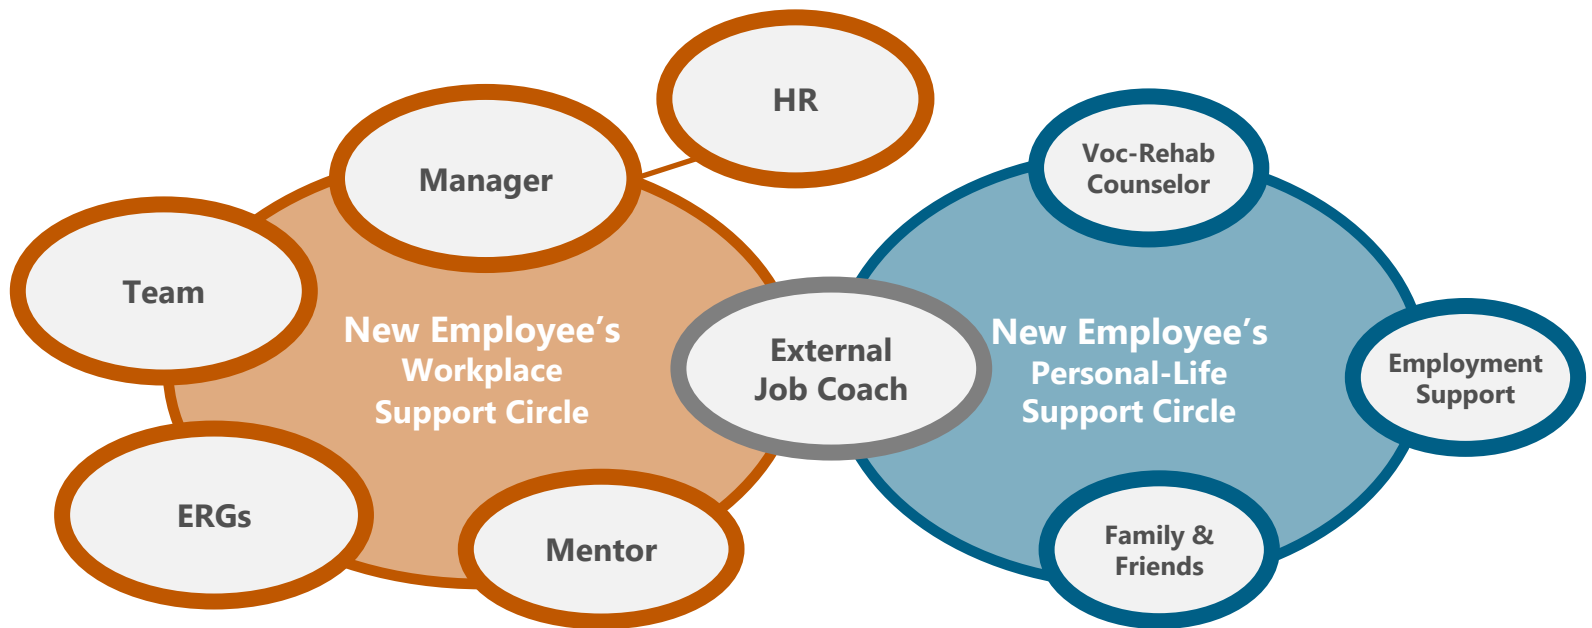 HR
Manager
Team
New Employee’s
Workplace
Support Circle
ERGs
Mentor
External
Job Coach
Voc-Rehab
Counselor
New Employee’s
Personal-Life
Support Circle
Employment
Support
Family &
Friends